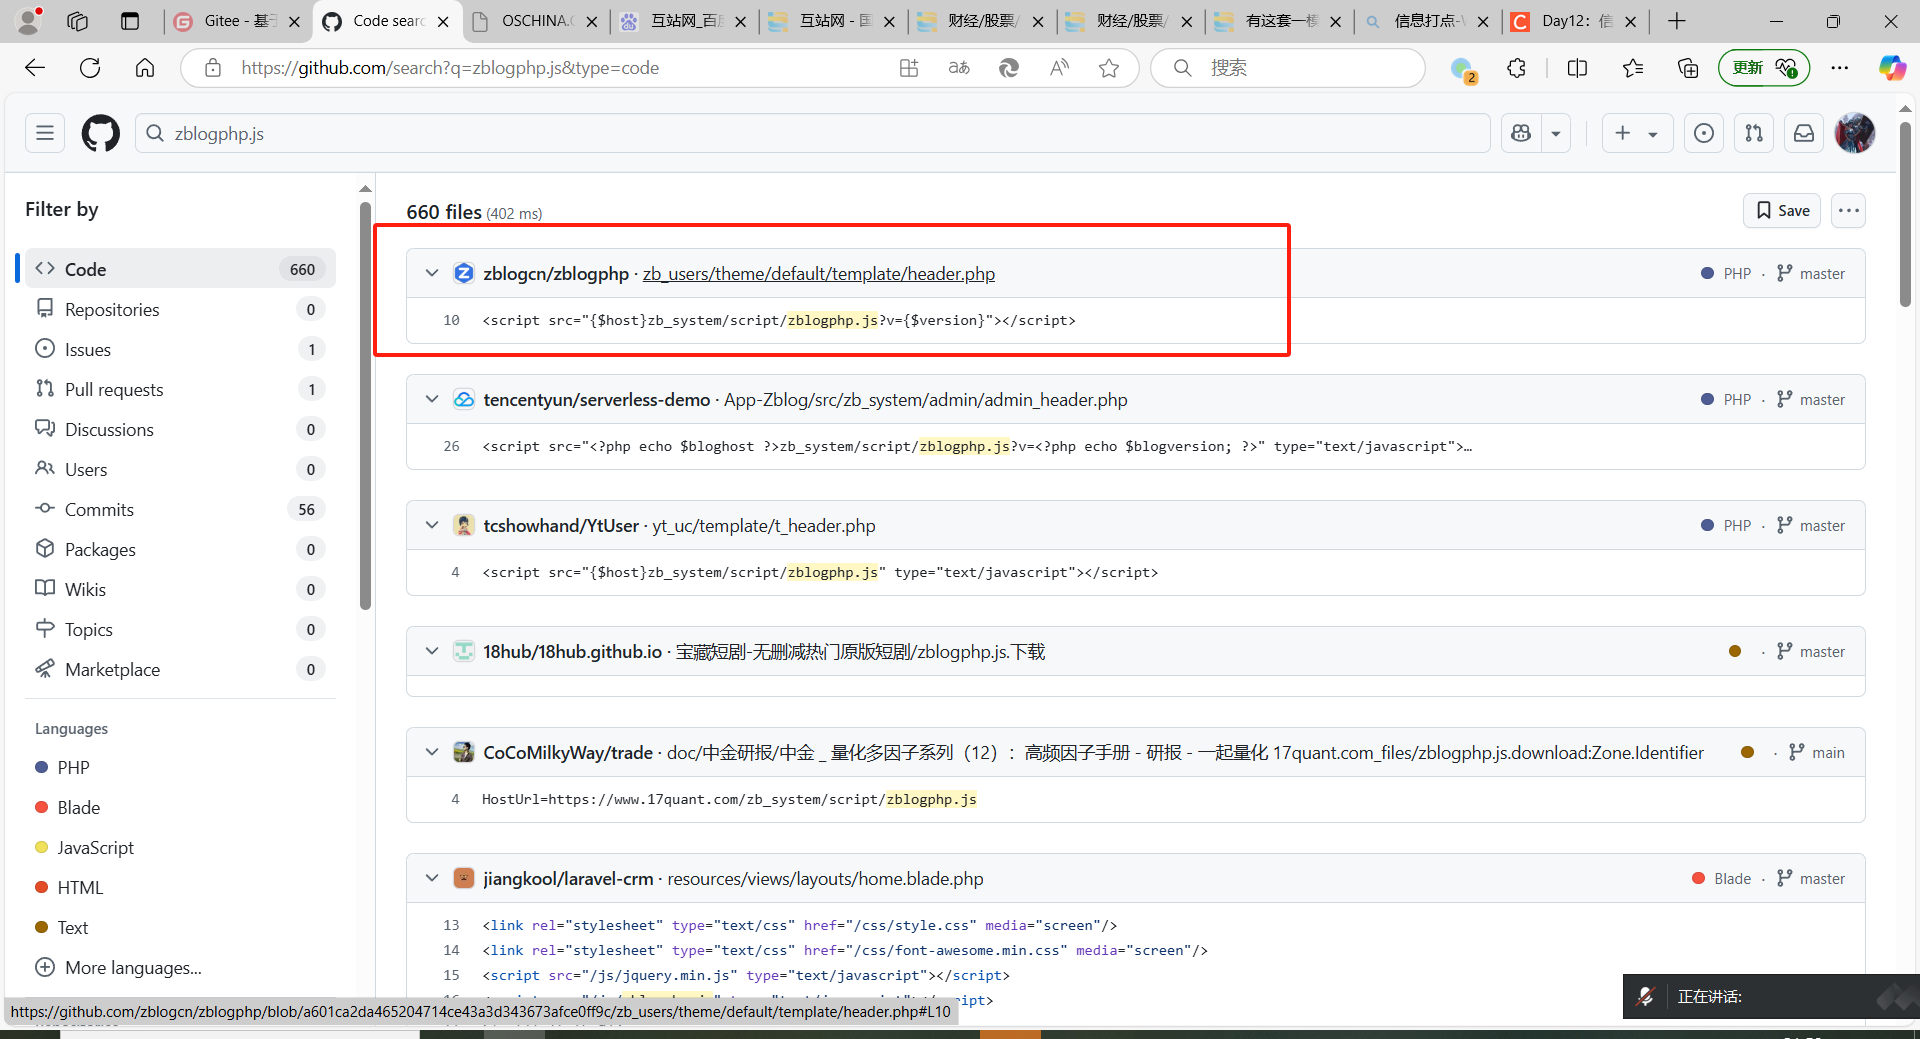 Gitee - 基于
Code searc
OSCHINA.
互站网_百度
互站网 - 国
财经/股票/
财经/股票/
有这套一模
信息打点-W
Day12：信
https://github.com/search?q=zblogphp.js&type=code
搜索
2
更新
zblogphp.js
Filter by
660 files (402 ms)
Save
Code 660
Repositories 0
Issues 1
Pull requests 1
Discussions 0
Users 0
Commits 56
Packages 0
Wikis 0
Topics 0
Marketplace 0
Languages
PHP
Blade
JavaScript
HTML
Text
More languages...
zblogcn/zblogphp · zb_users/theme/default/template/header.php PHP · master
10 <script src="{$host}zb_system/script/zblogphp.js?v={$version}"></script>
tencentyun/serverless-demo · App-Zblog/src/zb_system/admin/admin_header.php PHP · master
26 <script src="<?php echo $bloghost ?>zb_system/script/zblogphp.js?v=<?php echo $blogversion; ?>" type="text/javascript">…
tcshowhand/YtUser · yt_uc/template/t_header.php PHP · master
4 <script src="{$host}zb_system/script/zblogphp.js" type="text/javascript"></script>
18hub/18hub.github.io · 宝藏短剧-无删减热门原版短剧/zblogphp.js.下载 · master
CoCoMilkyWay/trade · doc/中金研报/中金 _ 量化多因子系列（12）：高频因子手册 - 研报 - 一起量化 17quant.com_files/zblogphp.js.download:Zone.Identifier · main
4 HostUrl=https://www.17quant.com/zb_system/script/zblogphp.js
jiangkool/laravel-crm · resources/views/layouts/home.blade.php Blade · master
13 <link rel="stylesheet" type="text/css" href="/css/style.css" media="screen"/>
14 <link rel="stylesheet" type="text/css" href="/css/font-awesome.min.css" media="screen"/>
15 <script src="/js/jquery.min.js" type="text/javascript"></script>
正在讲话:
https://github.com/zblogcn/zblogphp/blob/a601ca2da465204714ce43a3d343673afce0ff9c/zb_users/theme/default/template/header.php#L10